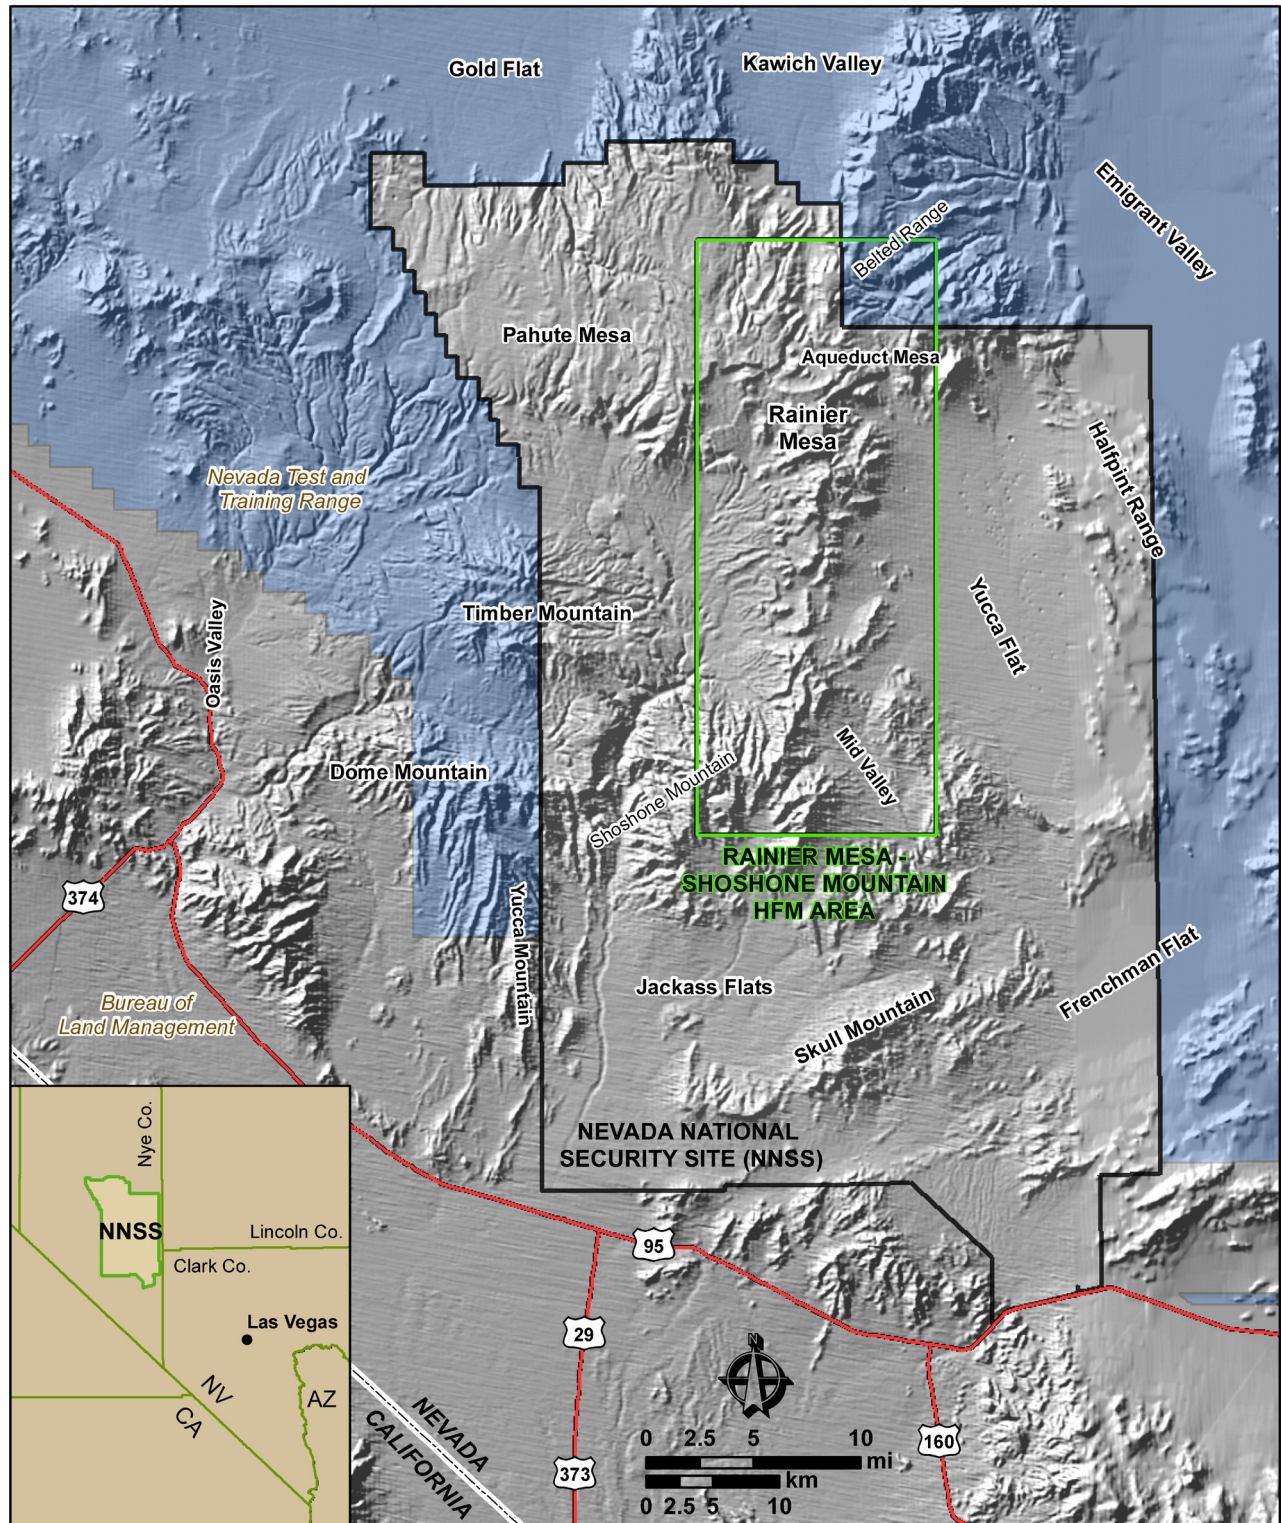 Gold Flat
Kawich Valley
Emigrant Valley
Belted Range
Pahute Mesa
Aqueduct Mesa
Rainier
Mesa
Halfpint Range
Nevada Test and
Training Range
Yucca Flat
Timber Mountain
Oasis Valley
Mid Valley
Dome Mountain
Shoshone Mountain
RAINIER MESA -
SHOSHONE MOUNTAIN
HFM AREA
374
Yucca Mountain
Frenchman Flat
Jackass Flats
Bureau of
Land Management
Skull Mountain
NEVADA NATIONAL
SECURITY SITE (NNSS)
Nye Co.
NNSS
Lincoln Co.
Clark Co.
Las Vegas
NV
CA
AZ
95
29
N
NEVADA
CALIFORNIA
373
160
0 2.5 5 10
mi
km
0 2.5 5 10